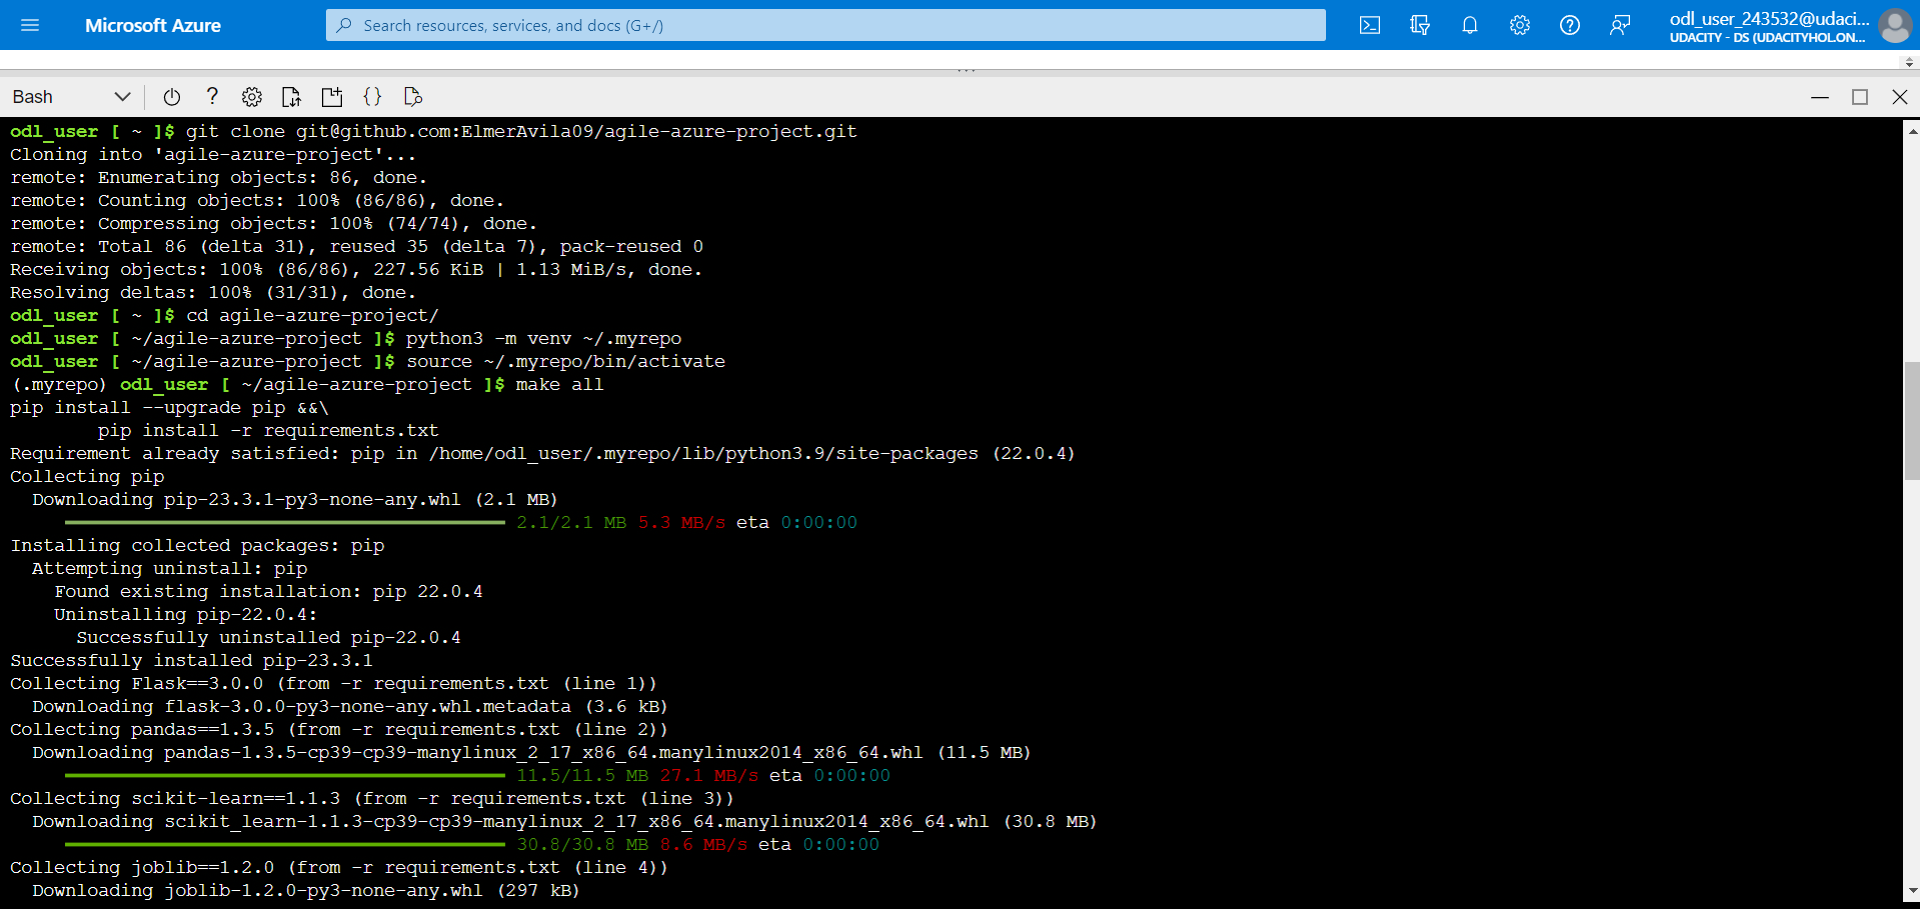 Microsoft Azure
Search resources, services, and docs (G+/)
odl_user_243532@udaci...
UDACITY - DS (UDACITYHOL.ON...
Bash
odl_user [ ~ ]$ git clone git@github.com:ElmerAvila09/agile-azure-project.git
Cloning into 'agile-azure-project'...
remote: Enumerating objects: 86, done.
remote: Counting objects: 100% (86/86), done.
remote: Compressing objects: 100% (74/74), done.
remote: Total 86 (delta 31), reused 35 (delta 7), pack-reused 0
Receiving objects: 100% (86/86), 227.56 KiB | 1.13 MiB/s, done.
Resolving deltas: 100% (31/31), done.
odl_user [ ~ ]$ cd agile-azure-project/
odl_user [ ~/agile-azure-project ]$ python3 -m venv ~/.myrepo
odl_user [ ~/agile-azure-project ]$ source ~/.myrepo/bin/activate
(.myrepo) odl_user [ ~/agile-azure-project ]$ make all
pip install --upgrade pip &&\
pip install -r requirements.txt
Requirement already satisfied: pip in /home/odl_user/.myrepo/lib/python3.9/site-packages (22.0.4)
Collecting pip
Downloading pip-23.3.1-py3-none-any.whl (2.1 MB)
2.1/2.1 MB 5.3 MB/s eta 0:00:00
Installing collected packages: pip
Attempting uninstall: pip
Found existing installation: pip 22.0.4
Uninstalling pip-22.0.4:
Successfully uninstalled pip-22.0.4
Successfully installed pip-23.3.1
Collecting Flask==3.0.0 (from -r requirements.txt (line 1))
Downloading flask-3.0.0-py3-none-any.whl.metadata (3.6 kB)
Collecting pandas==1.3.5 (from -r requirements.txt (line 2))
Downloading pandas-1.3.5-cp39-cp39-manylinux_2_17_x86_64.manylinux2014_x86_64.whl (11.5 MB)
11.5/11.5 MB 27.1 MB/s eta 0:00:00
Collecting scikit-learn==1.1.3 (from -r requirements.txt (line 3))
Downloading scikit_learn-1.1.3-cp39-cp39-manylinux_2_17_x86_64.manylinux2014_x86_64.whl (30.8 MB)
30.8/30.8 MB 8.6 MB/s eta 0:00:00
Collecting joblib==1.2.0 (from -r requirements.txt (line 4))
Downloading joblib-1.2.0-py3-none-any.whl (297 kB)